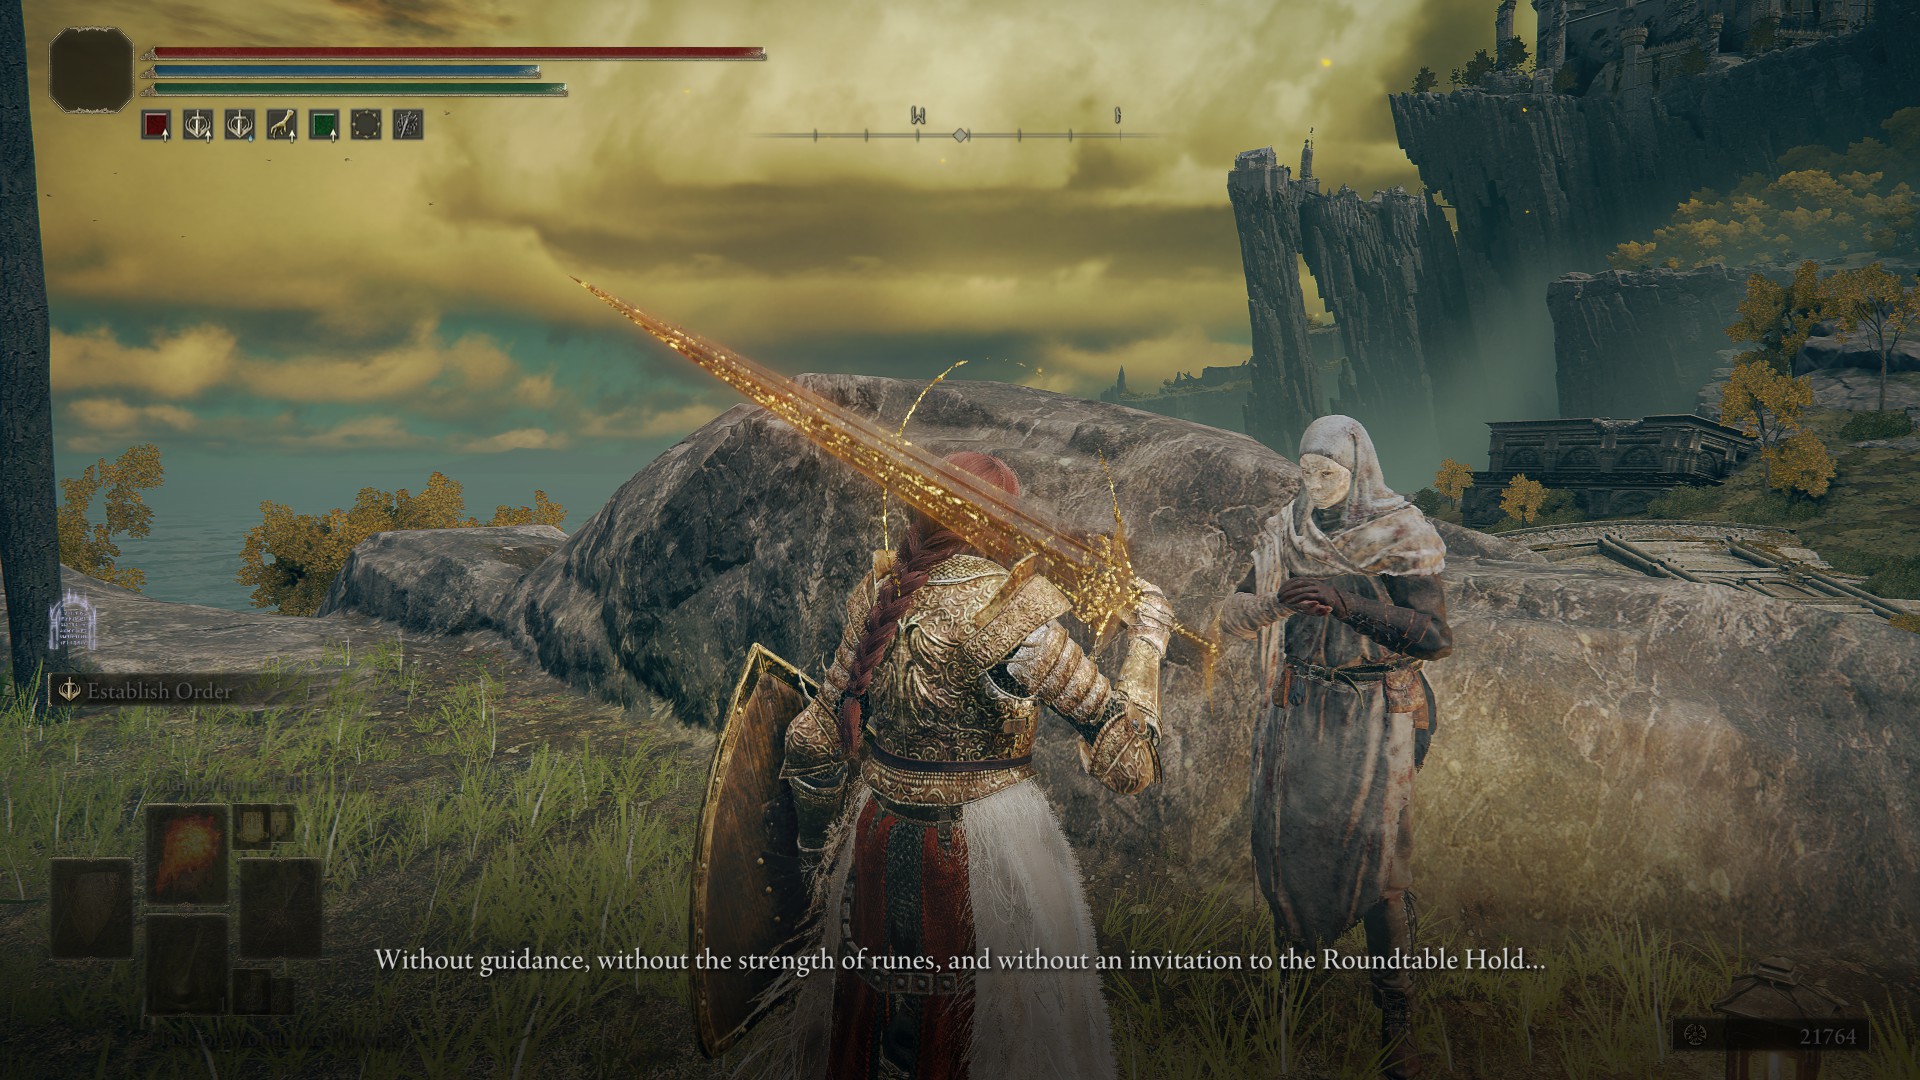 W
Establish Order
Without guidance, without the strength of runes, and without an invitation to the Roundtable Hold...
21764